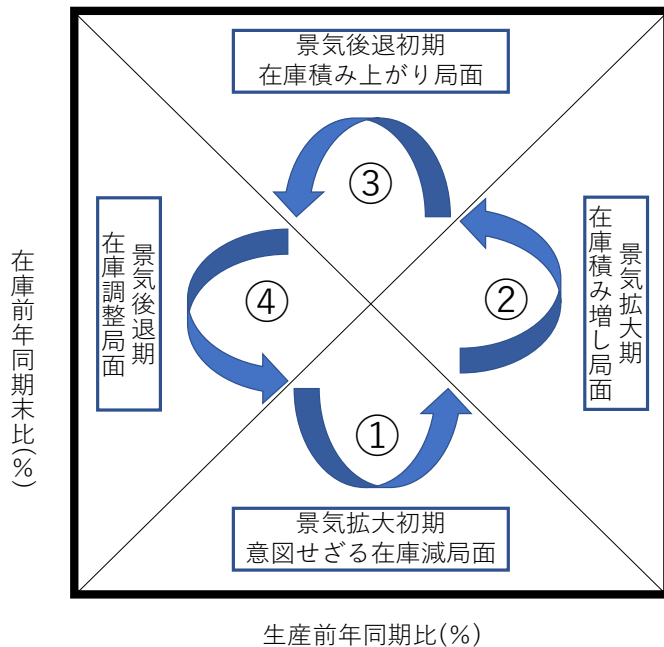 景気後退初期
在庫積み上がり局面
③
在庫前年同期末比(%)
景気後退期
在庫調整局面
④
②
景気拡大期
在庫積み増し局面
①
景気拡大初期
意図せざる在庫減局面
生産前年同期比(%)